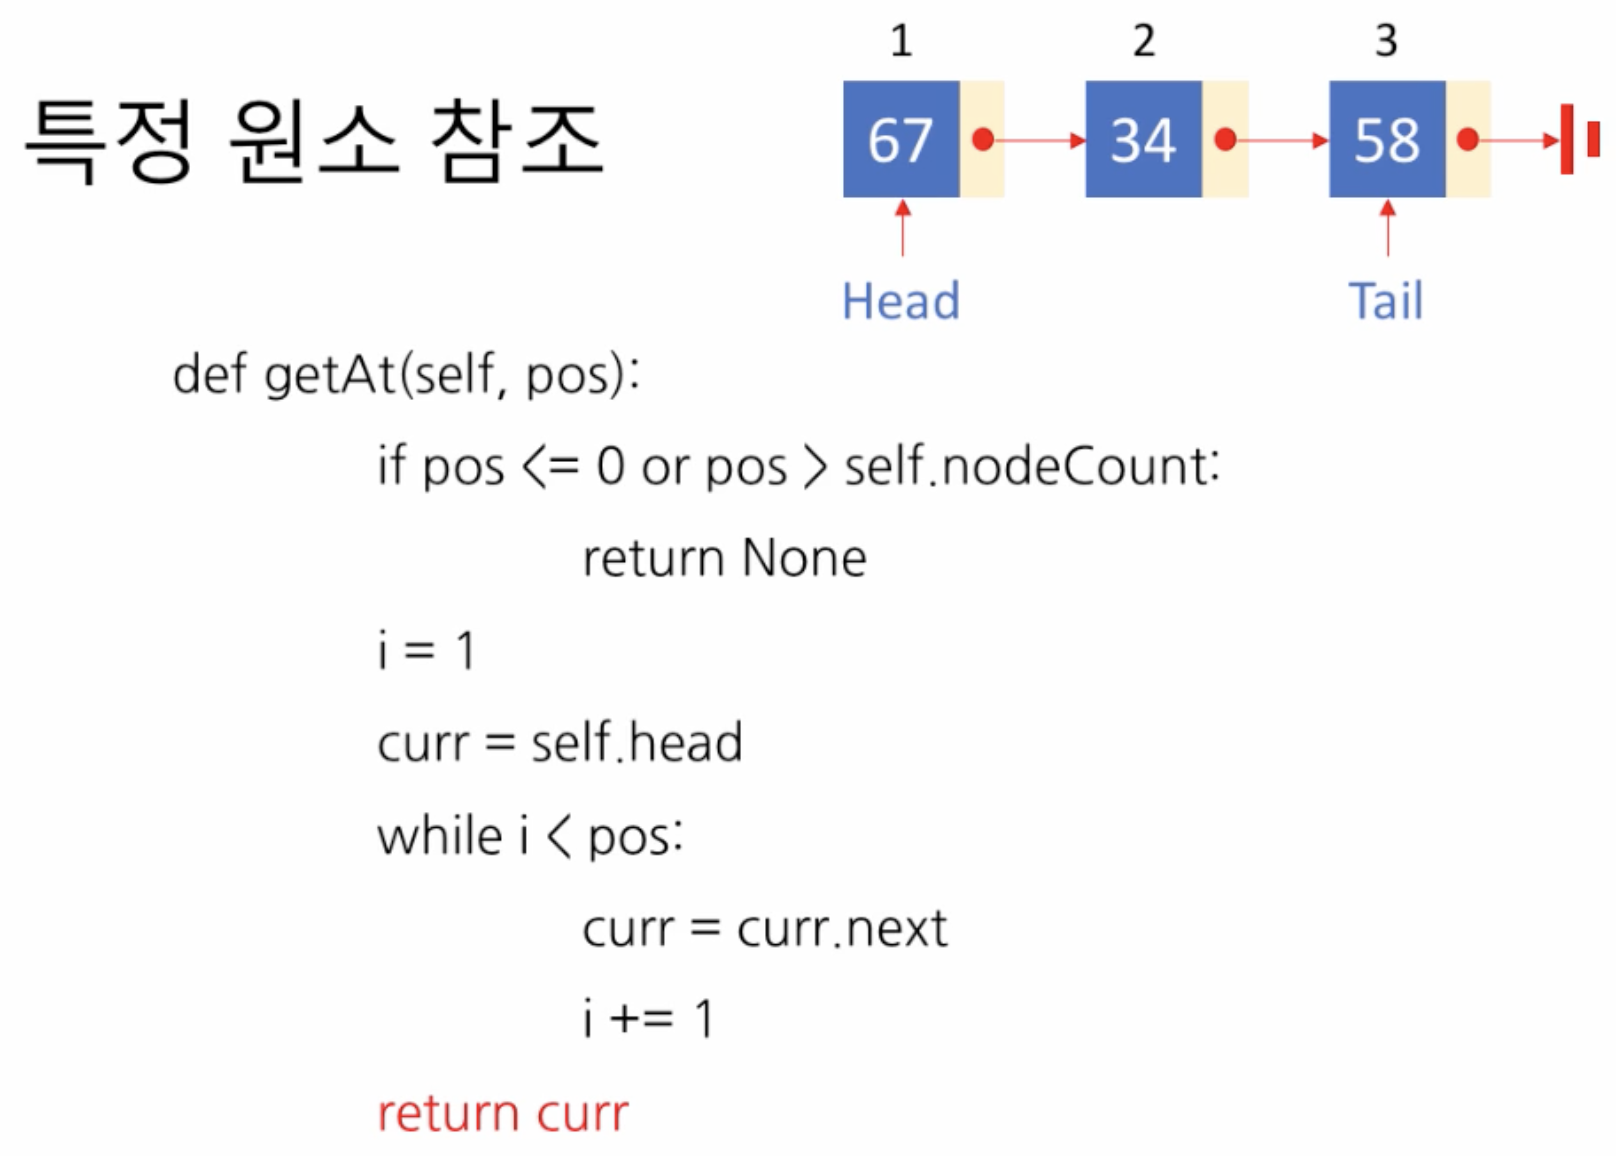 특정 원소 참조
1 2 3
67 34 58
Head Tail
def getAt(self, pos):
if pos <= 0 or pos > self.nodeCount:
return None
i = 1
curr = self.head
while i < pos:
curr = curr.next
i += 1
return curr